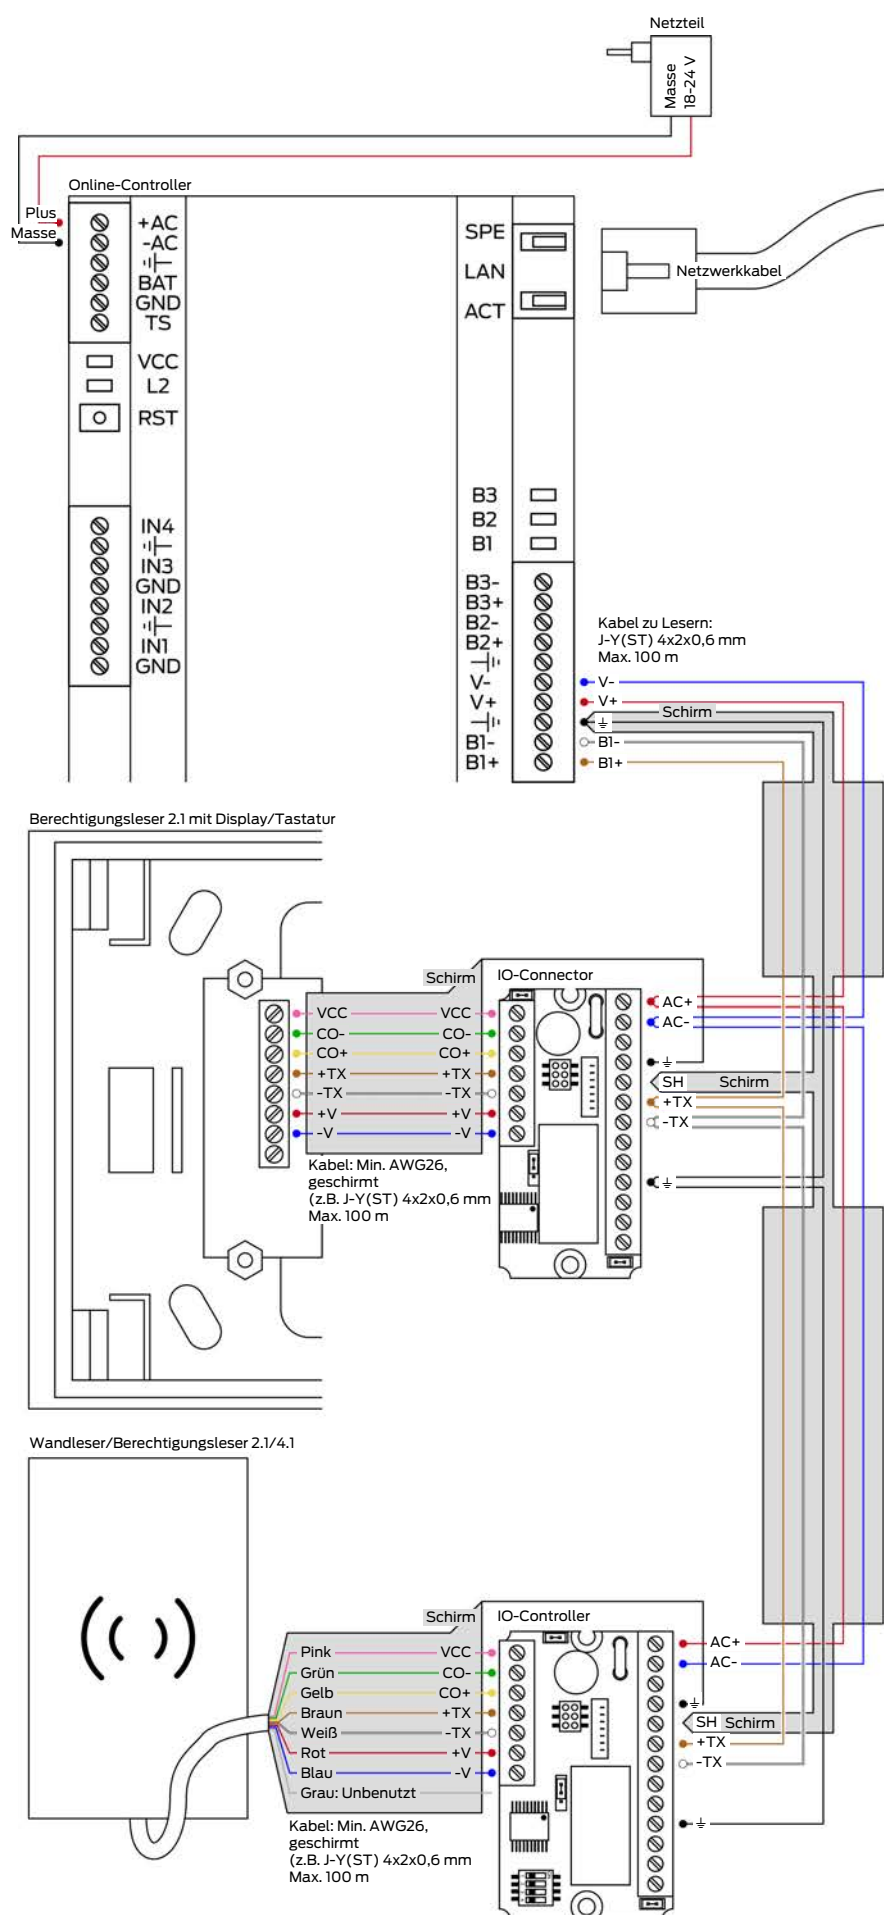 Netzteil
Masse
18-24 V
Online-Controller
Plus
Masse
+AC
-AC
BAT
GND
TS
VCC
L2
RST
IN4
IN3
GND
IN2
IN1
GND
SPE
LAN
ACT
Netzwerkkabel
B3
B2
B1
B3-
B3+
B2-
B2+
V-
V+
B1-
B1+
Kabel zu Lesern:
J-Y(ST) 4x2x0,6 mm
Max. 100 m
V-
V+
Schirm
B1-
B1+
Berechtigungsleser 2.1 mit Display/Tastatur
Schirm
IO-Connector
VCC VCC
CO- CO-
CO+ CO+
+TX +TX
-TX -TX
+V +V
-V -V
AC+
AC-
SH Schirm
+TX
-TX
Kabel: Min. AWG26,
geschirmt
(z.B. J-Y(ST) 4x2x0,6 mm
Max. 100 m
Wandleser/Berechtigungsleser 2.1/4.1
Schirm
IO-Controller
Pink VCC
Grün CO-
Gelb CO+
Braun +TX
Weiß -TX
Rot +V
Blau -V
Grau: Unbenutzt
AC+
AC-
SH Schirm
+TX
-TX
Kabel: Min. AWG26,
geschirmt
(z.B. J-Y(ST) 4x2x0,6 mm
Max. 100 m